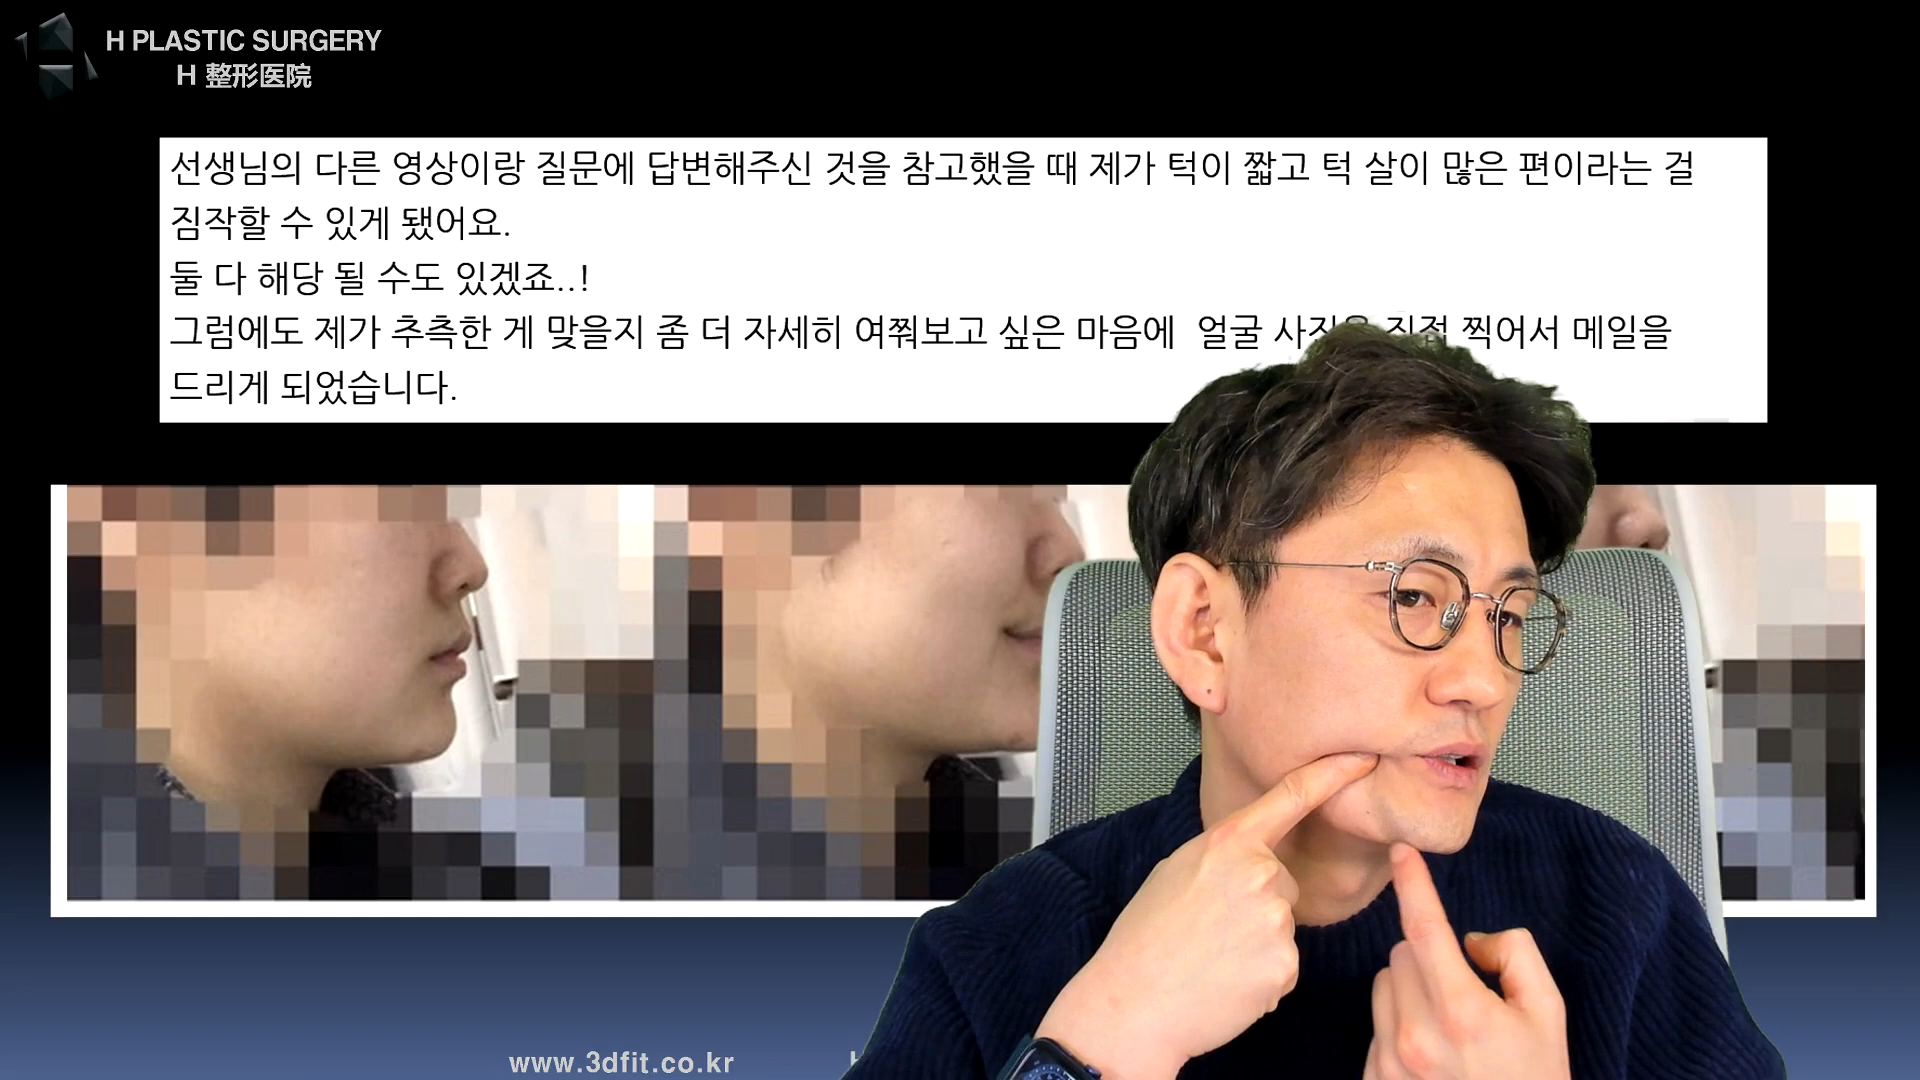 H PLASTIC SURGERY
H 整形医院
선생님의 다른 영상이랑 질문에 답변해주신 것을 참고했을 때 제가 턱이 짧고 턱 살이 많은 편이라는 걸
짐작할 수 있게 됐어요.
둘 다 해당 될 수도 있겠죠..!
그럼에도 제가 추측한 게 맞을지 좀 더 자세히 여쭤보고 싶은 마음에 얼굴 사진을 직접 찍어서 메일을
드리게 되었습니다.
www.3dfit.co.kr